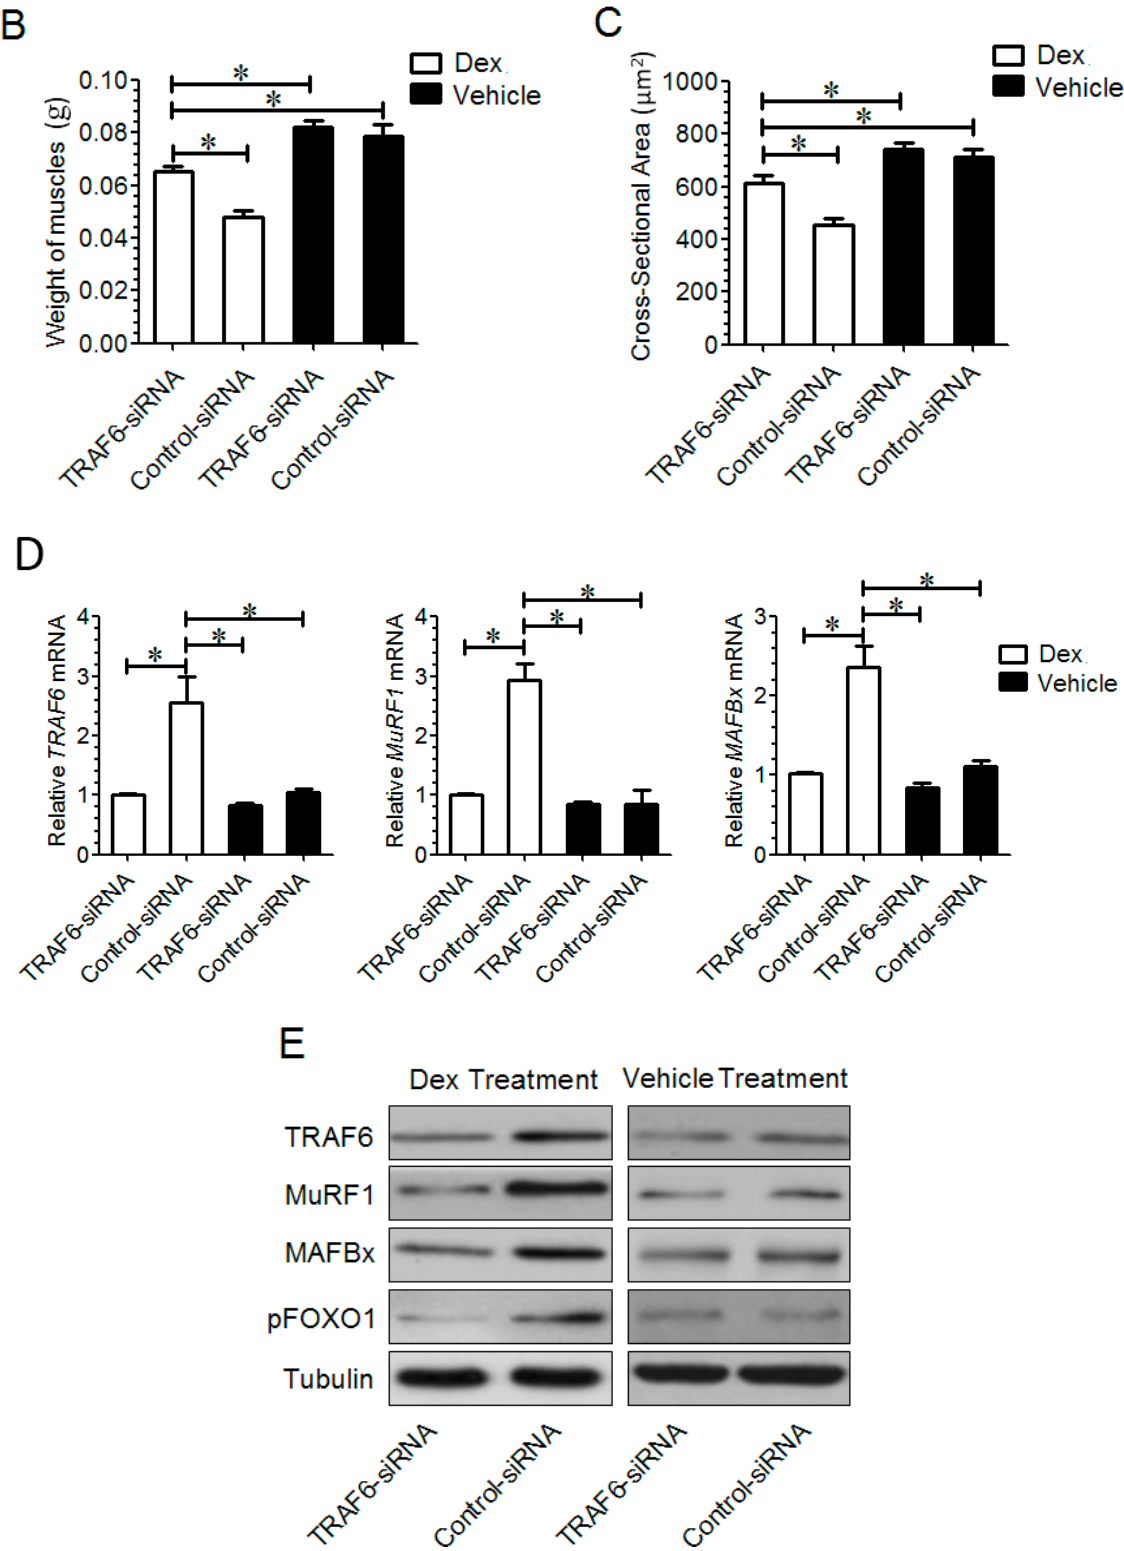 B
Dex
Vehicle
Weight of muscles (g)
0.10
0.08
0.06
0.04
0.02
0.00
*
*
*
TRAF6-siRNA
Control-siRNA
TRAF6-siRNA
Control-siRNA
C
Dex
Vehicle
Cross-Sectional Area (µm²)
1000
800
600
400
200
0
*
*
*
TRAF6-siRNA
Control-siRNA
TRAF6-siRNA
Control-siRNA
D
Relative TRAF6 mRNA
4
3
2
1
0
*
*
*
TRAF6-siRNA
Control-siRNA
TRAF6-siRNA
Control-siRNA
Relative MuRF1 mRNA
4
3
2
1
0
*
*
*
TRAF6-siRNA
Control-siRNA
TRAF6-siRNA
Control-siRNA
Relative MAFBx mRNA
3
2
1
0
*
*
*
TRAF6-siRNA
Control-siRNA
TRAF6-siRNA
Control-siRNA
Dex
Vehicle
E
Dex Treatment Vehicle Treatment
TRAF6
MuRF1
MAFBx
pFOXO1
Tubulin
TRAF6-siRNA
Control-siRNA
TRAF6-siRNA
Control-siRNA